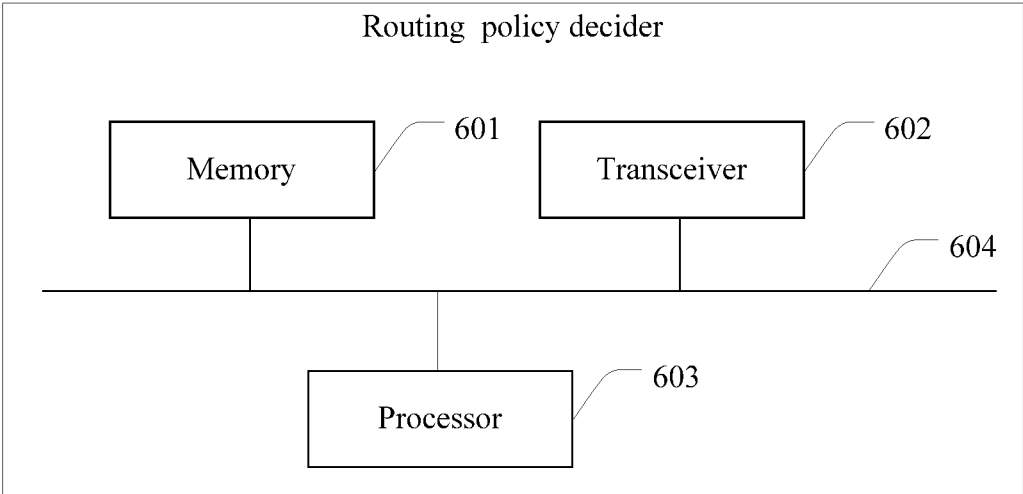 Routing policy decider
601
602
Memory
Transceiver
604
603
Processor